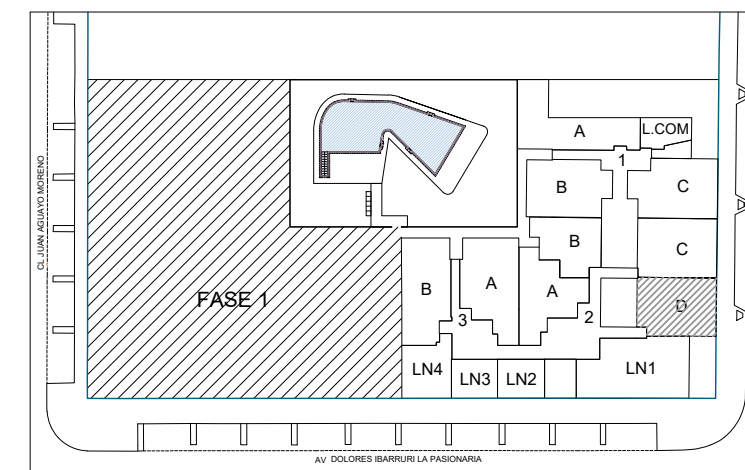 A
L.COM
1
B
C
CL JUAN AGUAYO MORENO
B
C
FASE 1
B
A
A
D
3
2
LN4
LN3
LN2
LN1
AV DOLORES IBARRURI LA PASIONARIA